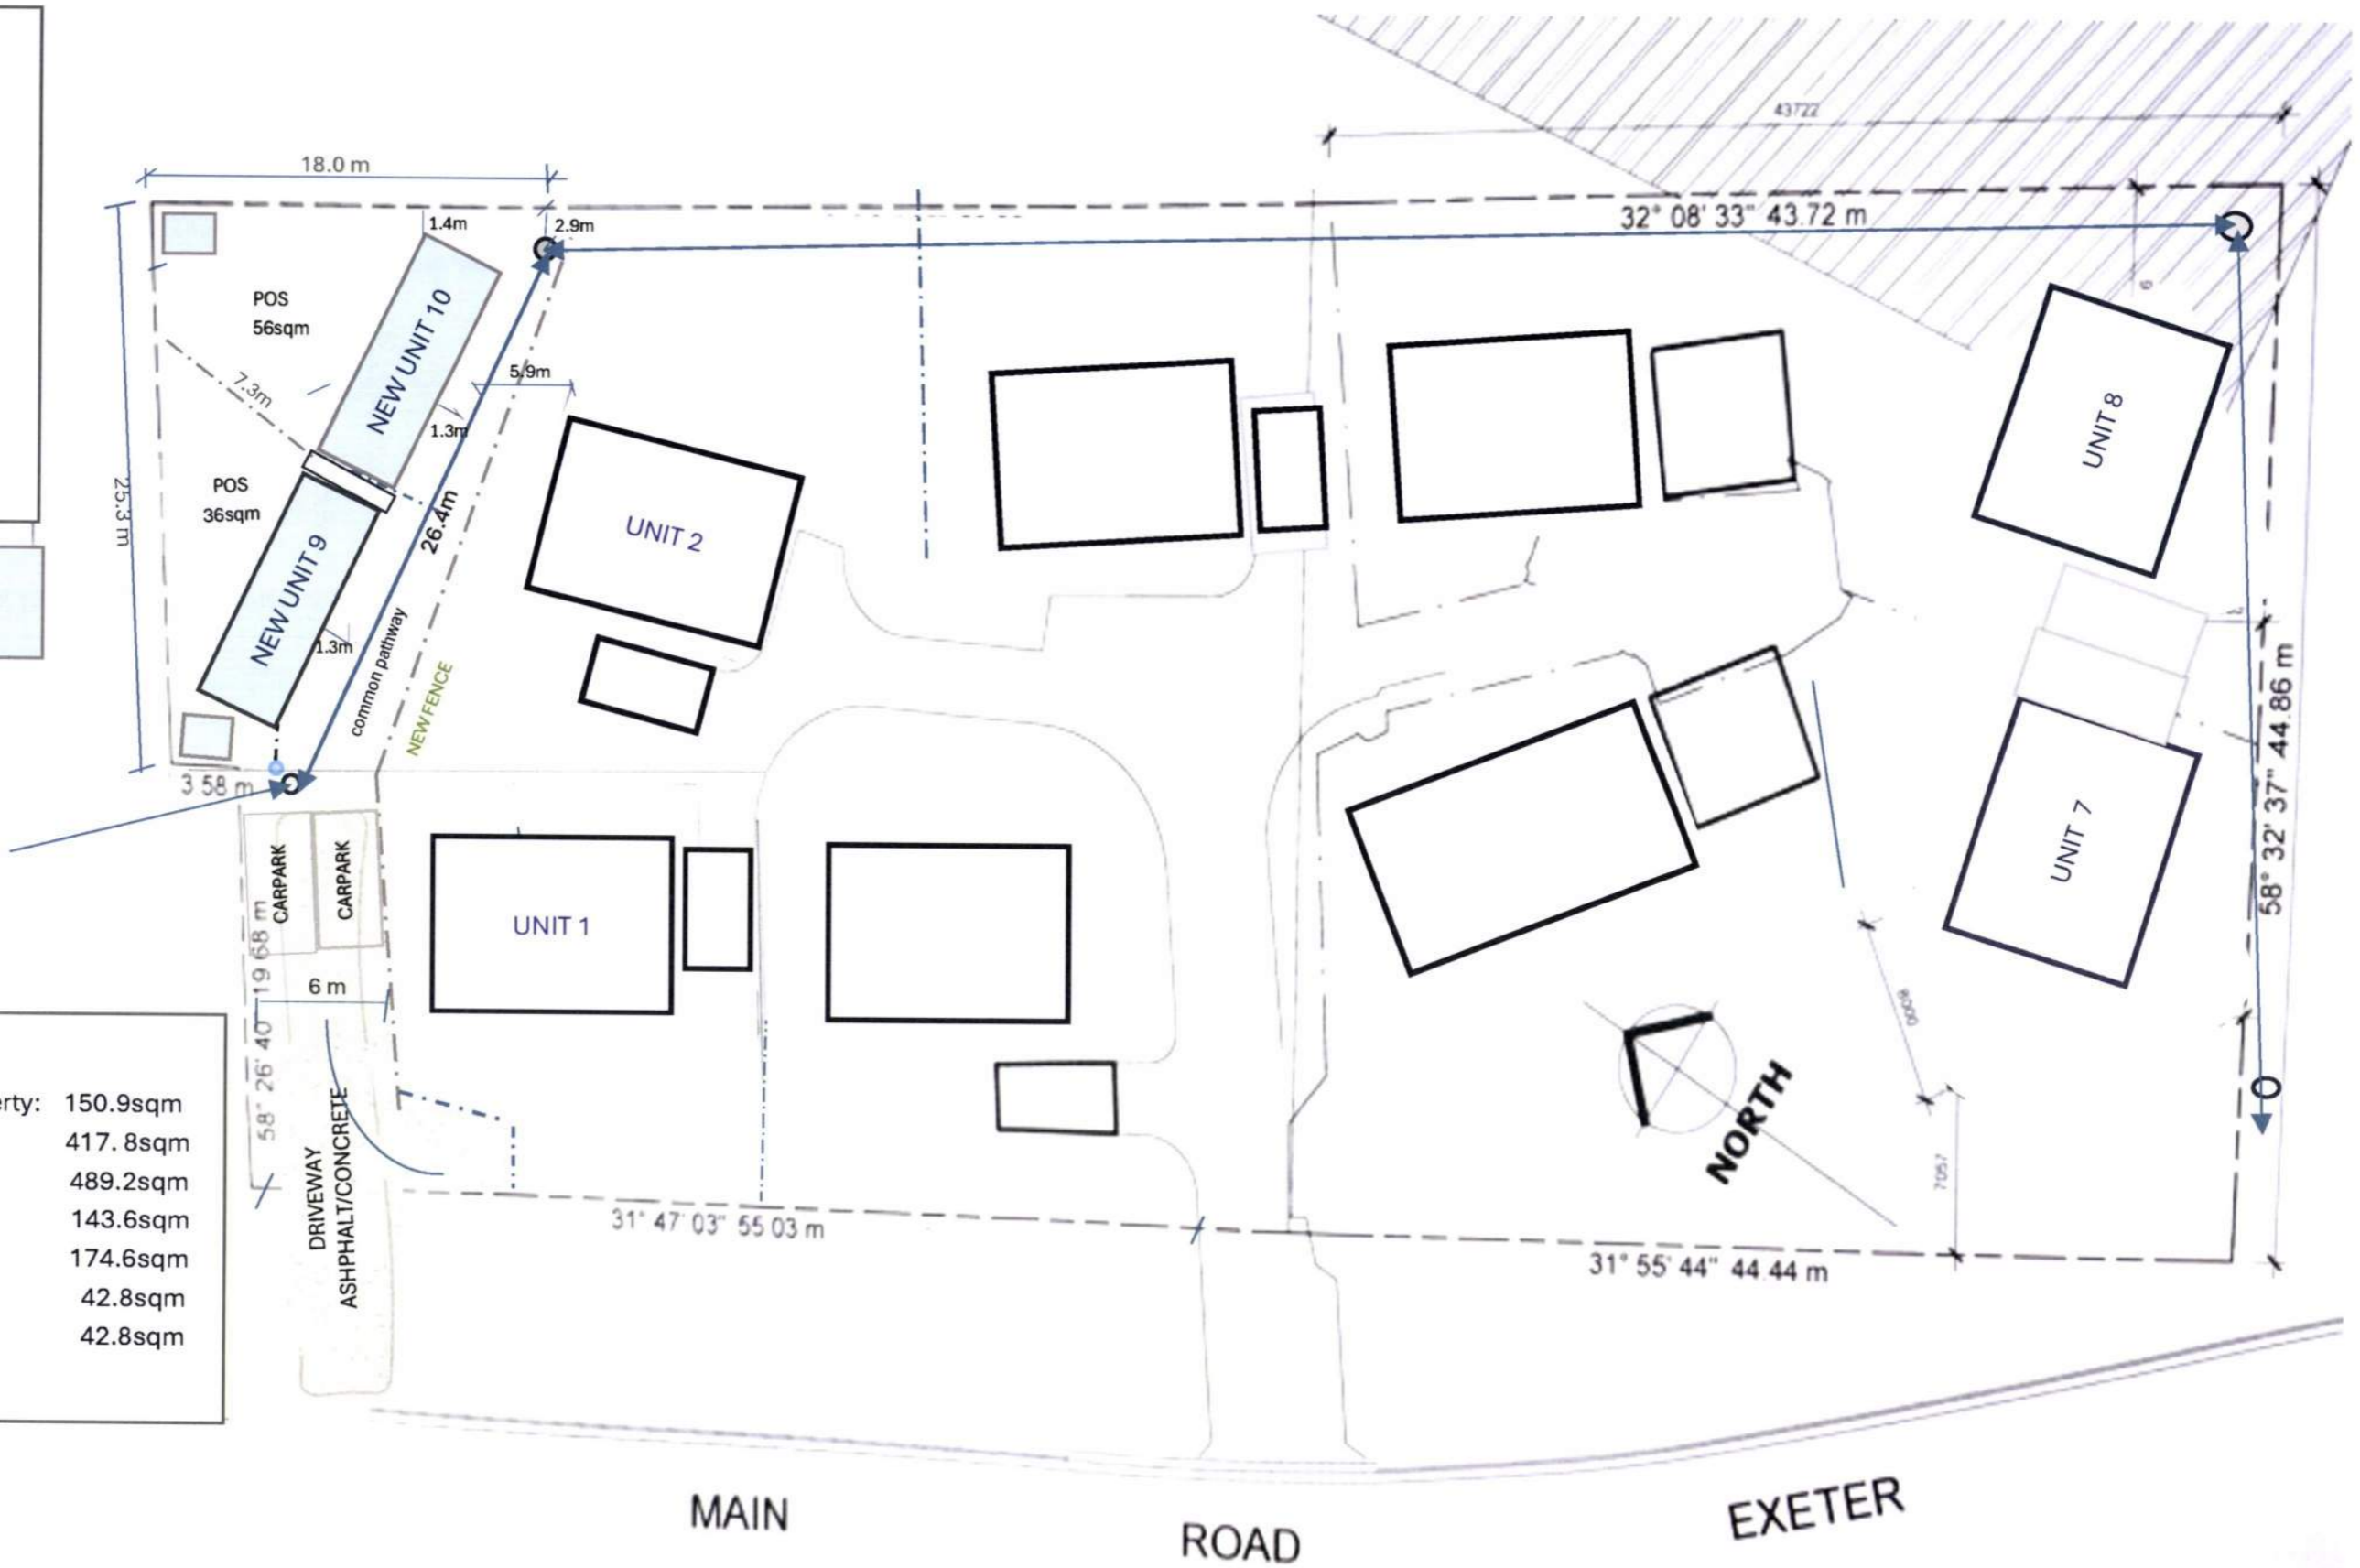 43722
18.0 m
32° 08' 33" 43.72 m
1.4m
2.9m
POS
56sqm
NEW UNIT 10
7.3m
5.9m
1.3m
UNIT 8
25.3 m
POS
36sqm
26.4m
UNIT 2
NEW UNIT 9
1.3m
common pathway
NEW FENCE
58° 32' 37" 44.86 m
3 58 m
CARPARK
CARPARK
UNIT 1
UNIT 7
6 m
58° 26' 40" 19 68 m
8000
NORTH
7057
DRIVEWAY
ASHPHALT/CONCRETE
31° 47' 03" 55 03 m
31° 55' 44" 44 44 m
erty: 150.9sqm
417. 8sqm
489.2sqm
143.6sqm
174.6sqm
42.8sqm
42.8sqm
MAIN
ROAD
EXETER